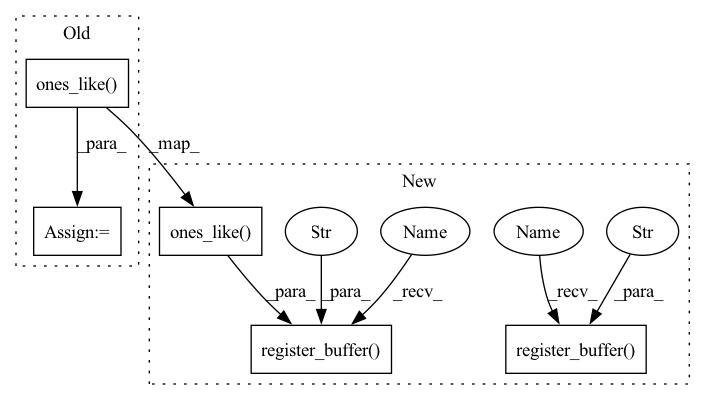 Old
ones_like()
_para_
_map_
New
Assign:=
ones_like()
Str
Name
Name
Str
_para_
_para_
_recv_
_recv_
_para_
register_buffer()
register_buffer()